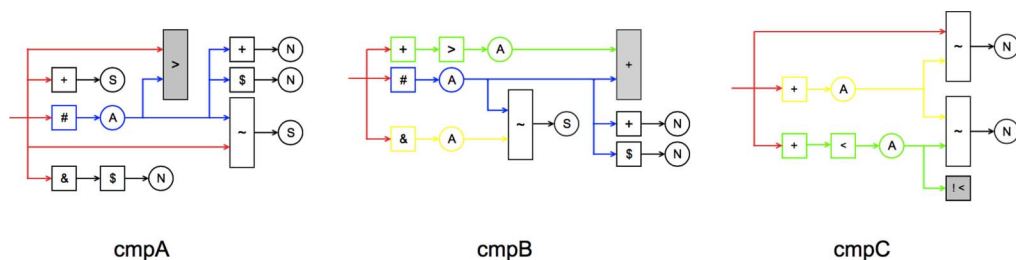 > + N
+ S $ N
# A ~ S
& $ N
cmpA
+ > A +
# A
& A ~ S + N
$ N
cmpB
~ N
+ A
+ < A ~ N
! <
cmpC